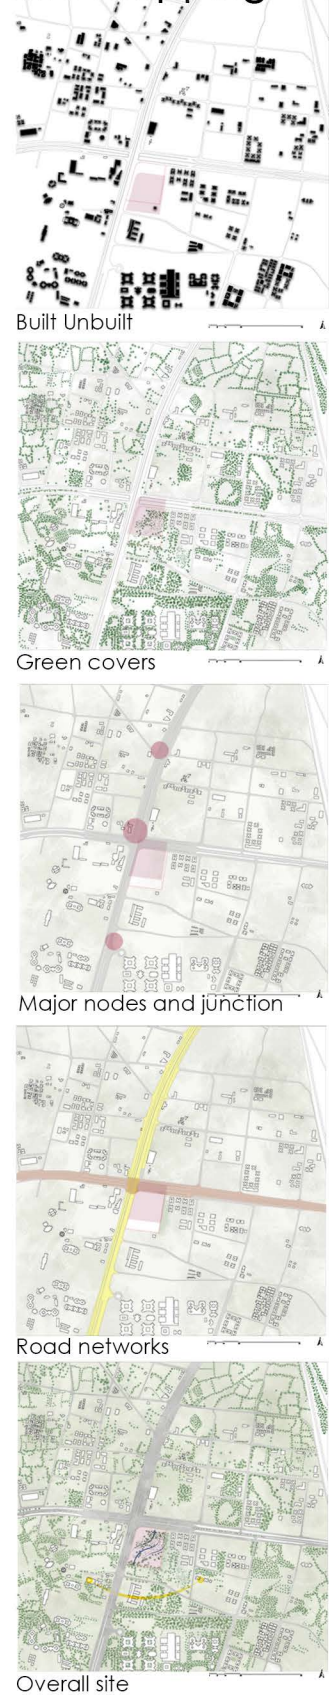 Built Unbuilt
Green covers
Major nodes and junction
Road networks
Overall site